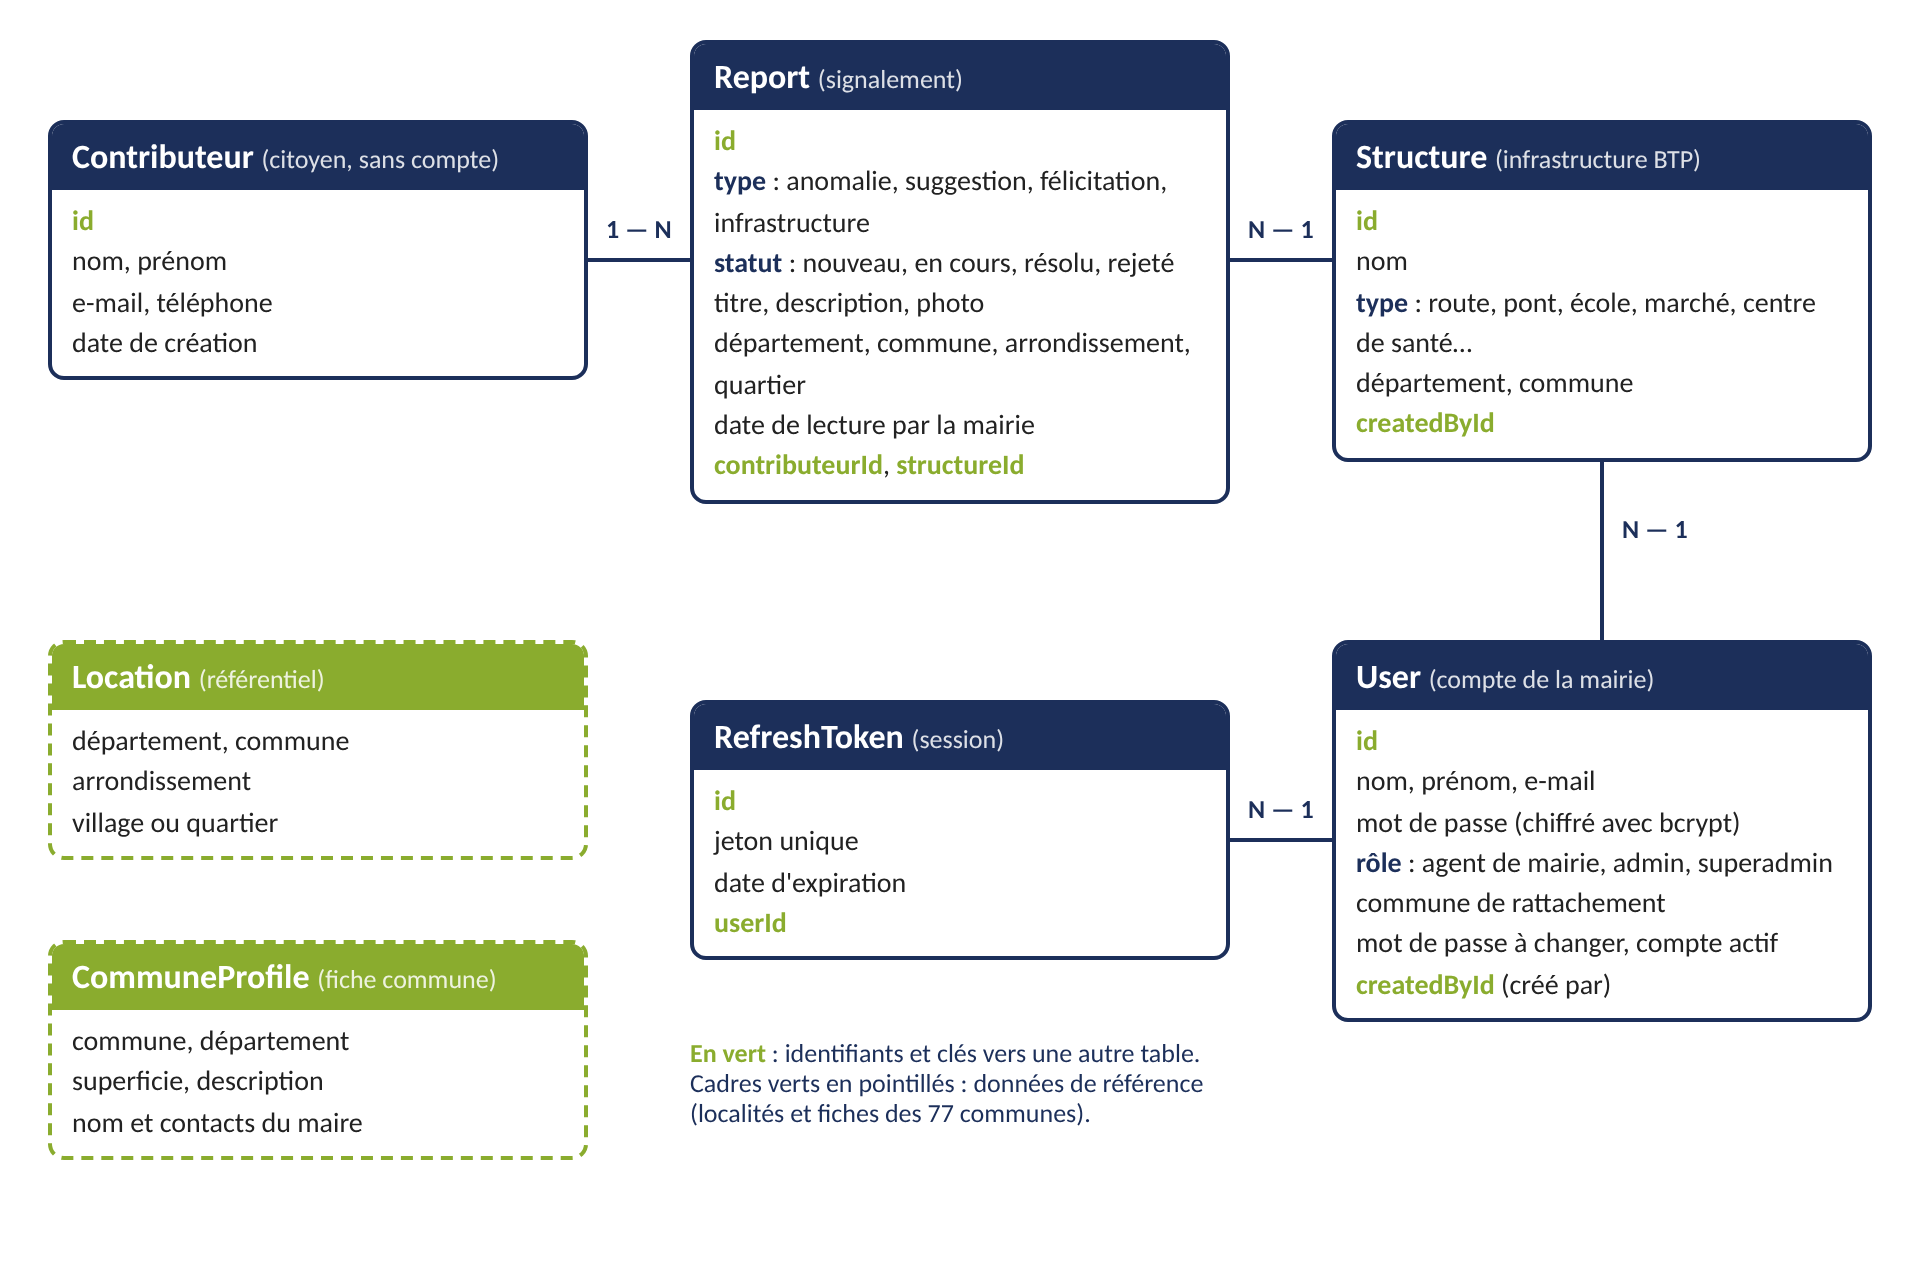 Report (signalement)
id
type : anomalie, suggestion, félicitation,
infrastructure
statut : nouveau, en cours, résolu, rejeté
titre, description, photo
département, commune, arrondissement,
quartier
date de lecture par la mairie
contributeurId, structureId
Contributeur (citoyen, sans compte)
id
nom, prénom
e-mail, téléphone
date de création
1 — N
N — 1
Structure (infrastructure BTP)
id
nom
type : route, pont, école, marché, centre
de santé...
département, commune
createdById
N — 1
Location (référentiel)
département, commune
arrondissement
village ou quartier
RefreshToken (session)
id
jeton unique
date d'expiration
userId
N — 1
User (compte de la mairie)
id
nom, prénom, e-mail
mot de passe (chiffré avec bcrypt)
rôle : agent de mairie, admin, superadmin
commune de rattachement
mot de passe à changer, compte actif
createdById (créé par)
CommuneProfile (fiche commune)
commune, département
superficie, description
nom et contacts du maire
En vert : identifiants et clés vers une autre table.
Cadres verts en pointillés : données de référence
(localités et fiches des 77 communes).